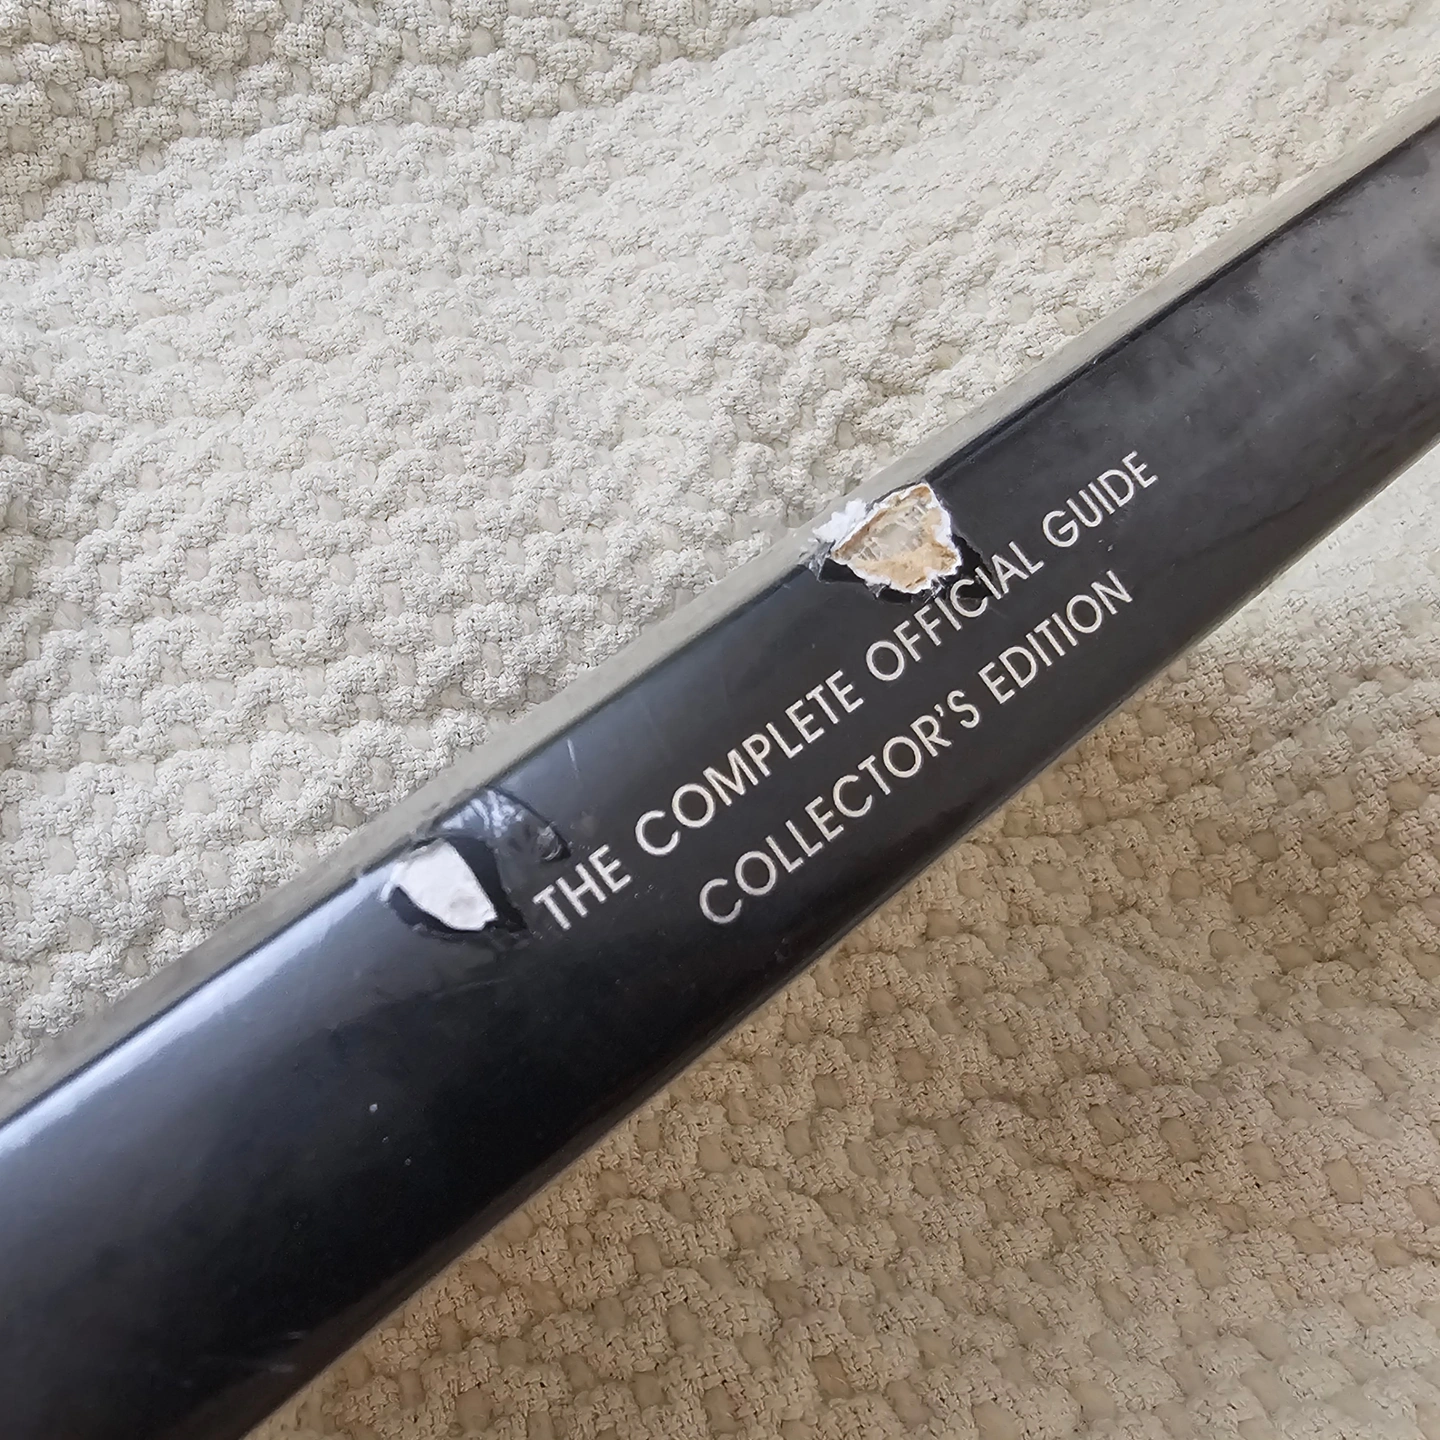 THE COMPLETE OFFICIAL GUIDE
COLLECTOR'S EDITION